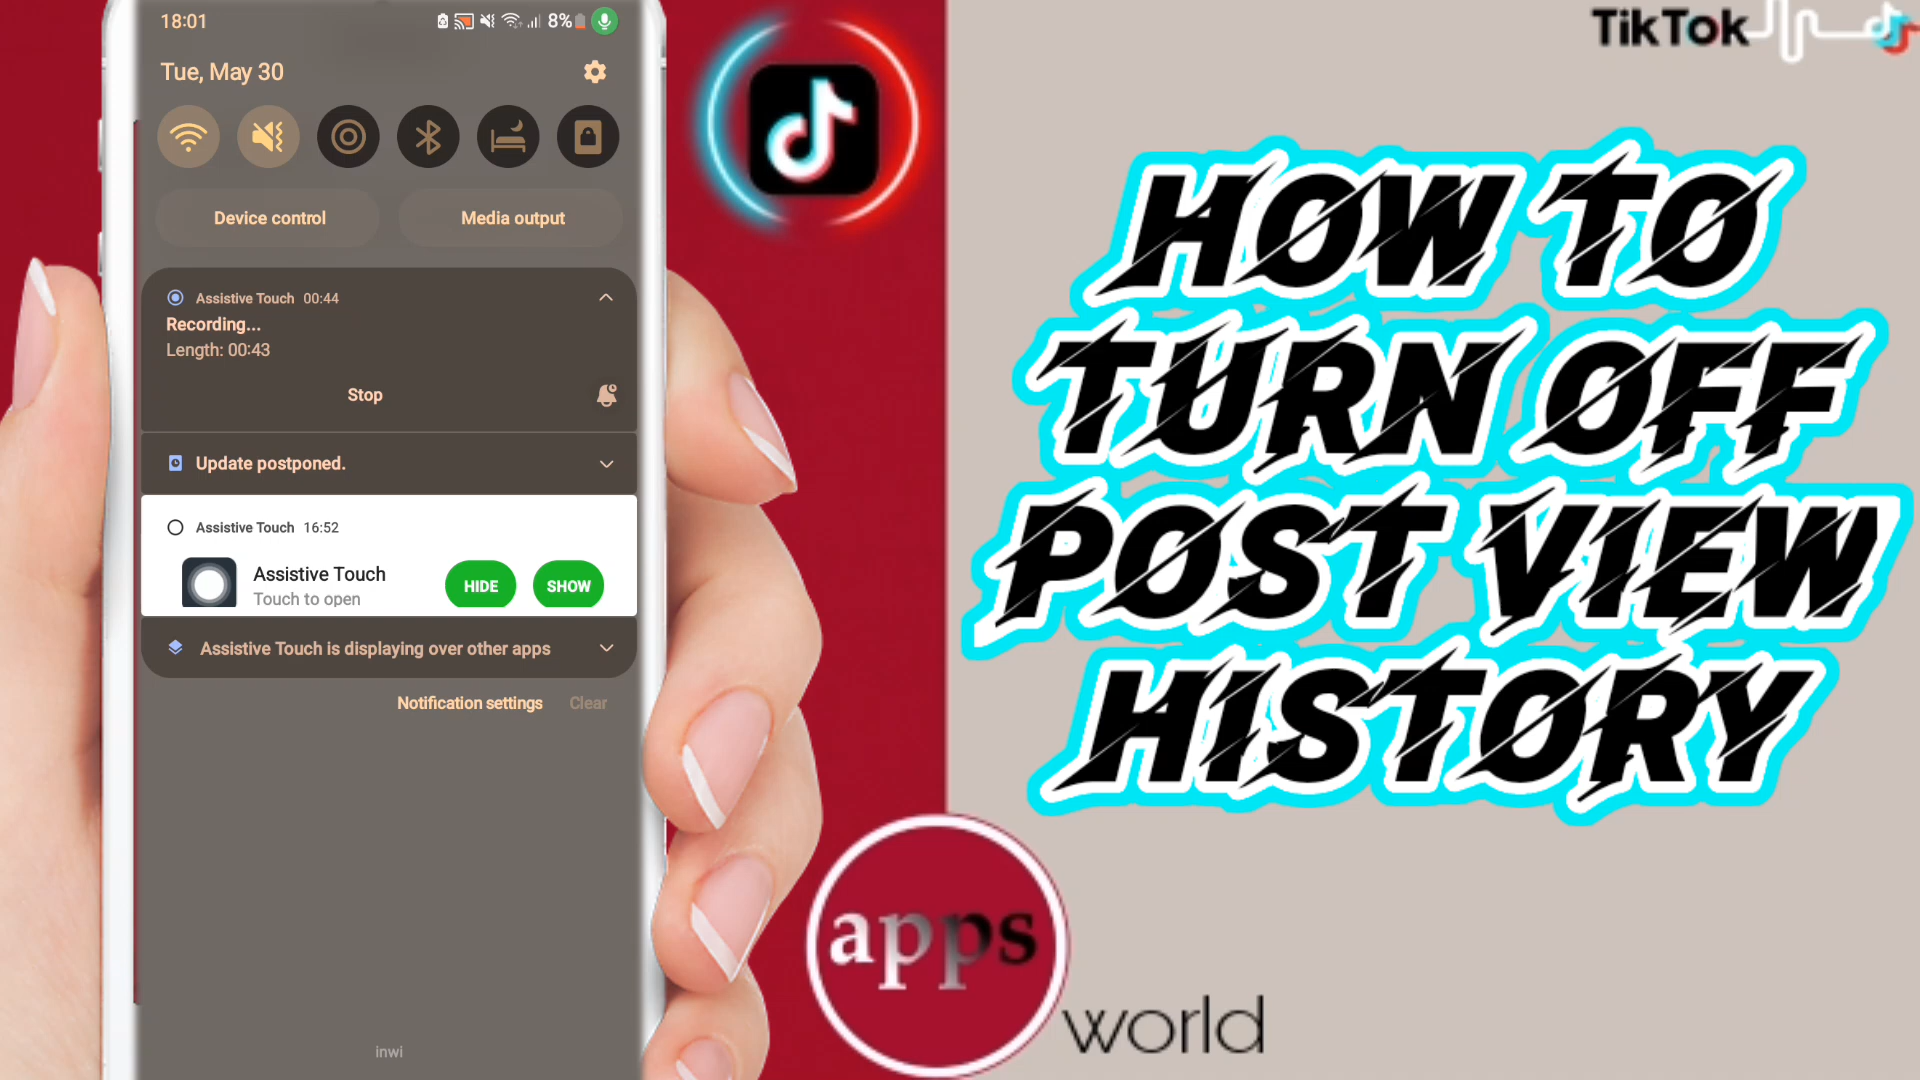 18:01
8%
Tue, May 30
Device control
Media output
Assistive Touch 00:44
Recording...
Length: 00:43
Stop
Update postponed.
Assistive Touch 16:52
Assistive Touch
Touch to open
HIDE
SHOW
Assistive Touch is displaying over other apps
Notification settings
Clear
inwi
TikTok
HOW TO
TURN OFF
POST VIEW
HISTORY
apps
world